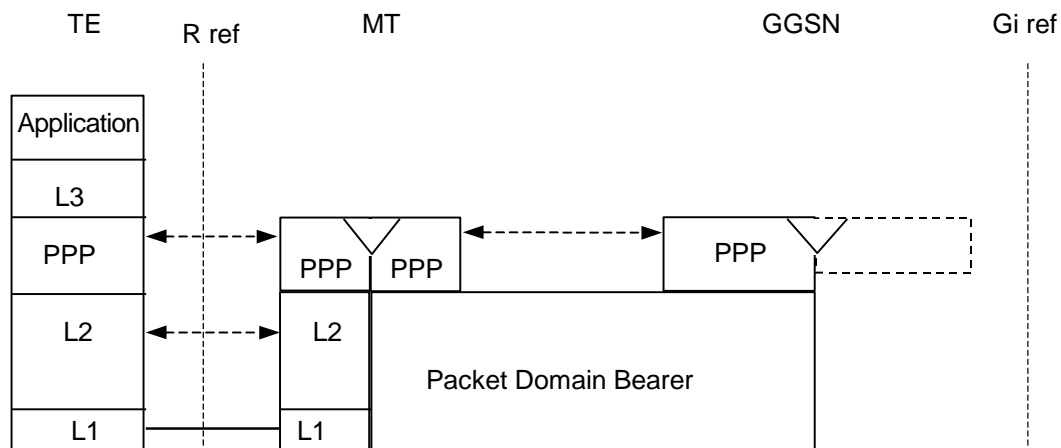 TE
R ref
MT
GGSN
Gi ref
Application
L3
PPP
PPP
PPP
PPP
L2
L2
Packet Domain Bearer
L1
L1